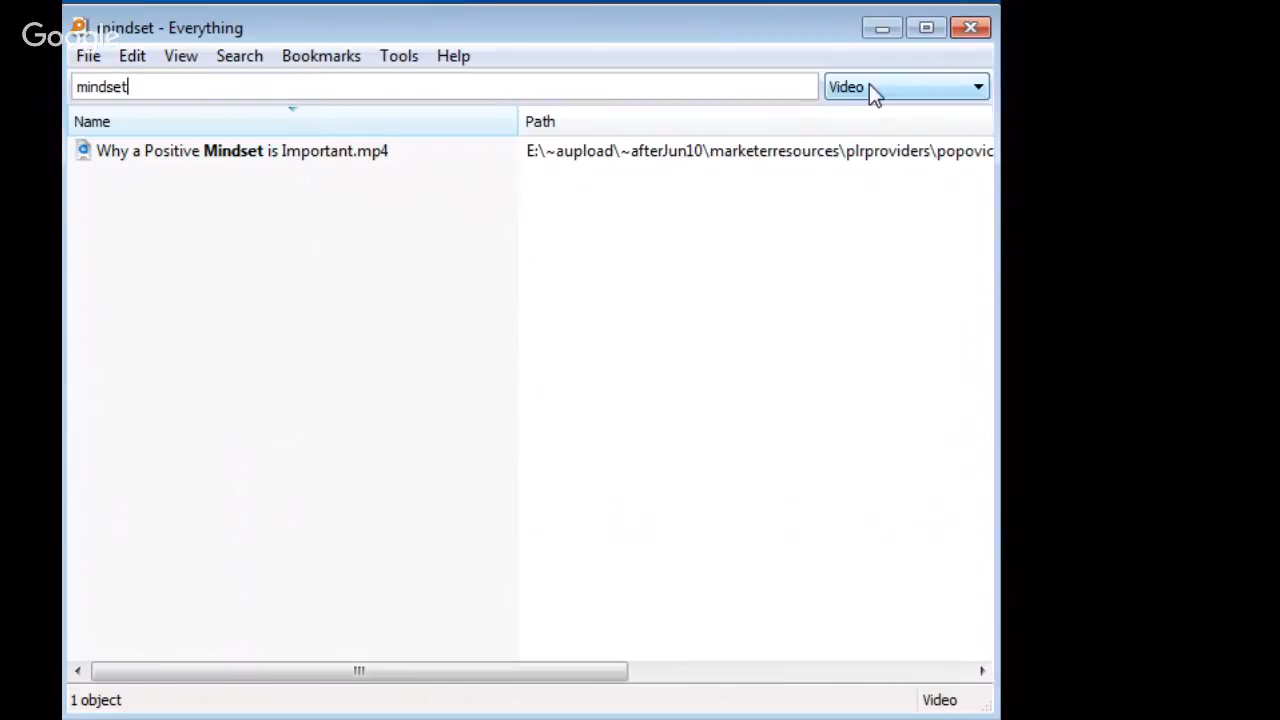 mindset - Everything
Google
File Edit View Search Bookmarks Tools Help
mindset Video
Name Path
Why a Positive Mindset is Important.mp4 E:\~aupload\~afterJun10\marketerresources\plrproviders\popovic
1 object Video